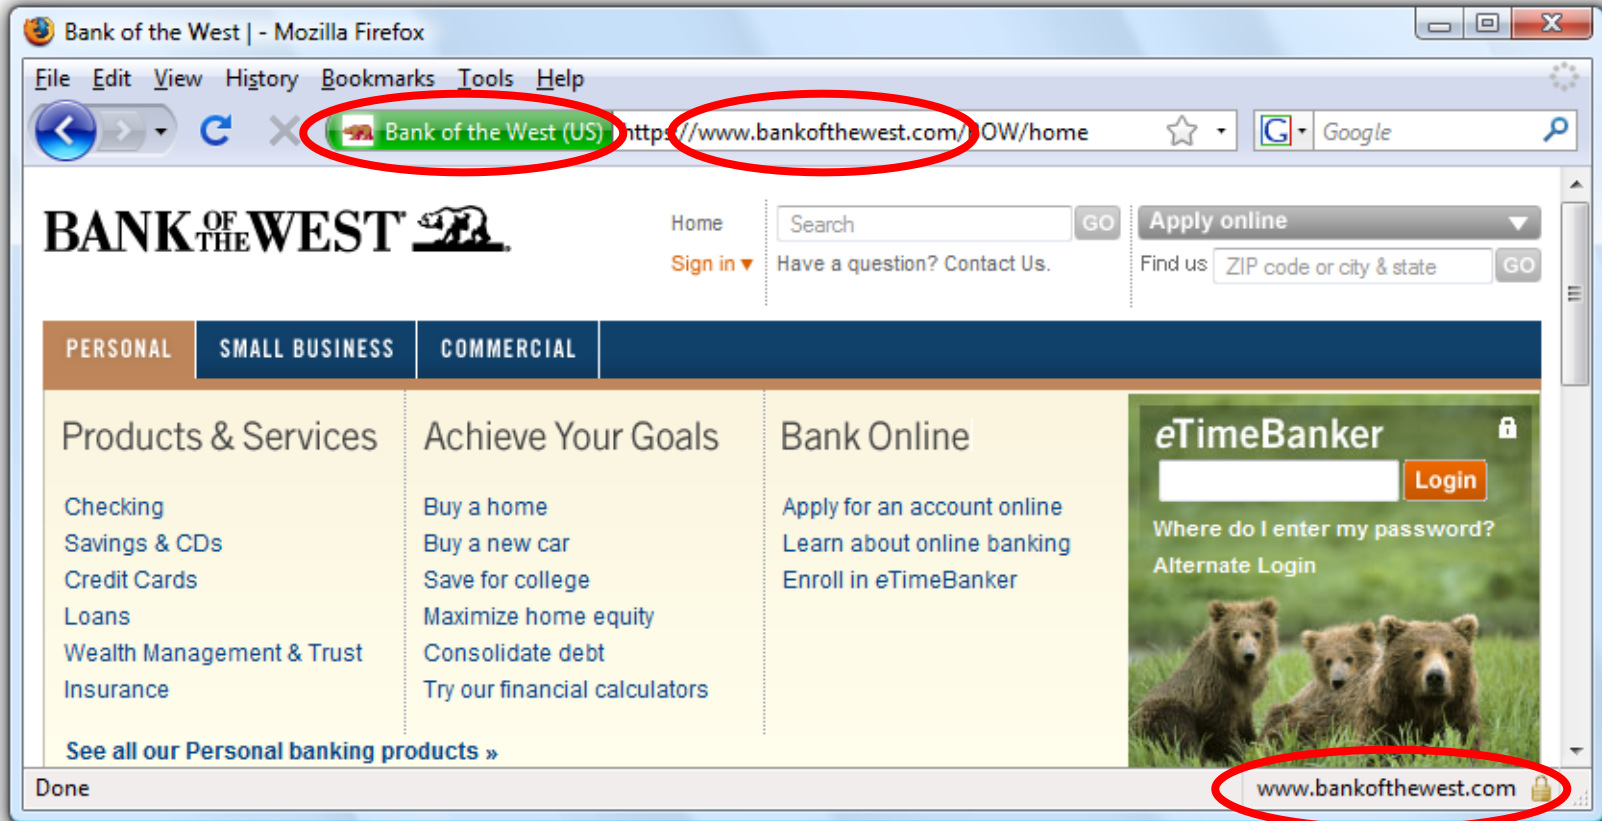 Bank of the West | - Mozilla Firefox
File Edit View History Bookmarks Tools Help
Bank of the West (US) https://www.bankofthewest.com/BOW/home G Google
BANK OF THE WEST
Home Search GO Apply online
Sign in ▼ Have a question? Contact Us. Find us ZIP code or city & state GO
PERSONAL SMALL BUSINESS COMMERCIAL
Products & Services
Checking
Savings & CDs
Credit Cards
Loans
Wealth Management & Trust
Insurance
See all our Personal banking products »
Achieve Your Goals
Buy a home
Buy a new car
Save for college
Maximize home equity
Consolidate debt
Try our financial calculators
Bank Online
Apply for an account online
Learn about online banking
Enroll in eTimeBanker
eTimeBanker
Login
Where do I enter my password?
Alternate Login
Done www.bankofthewest.com